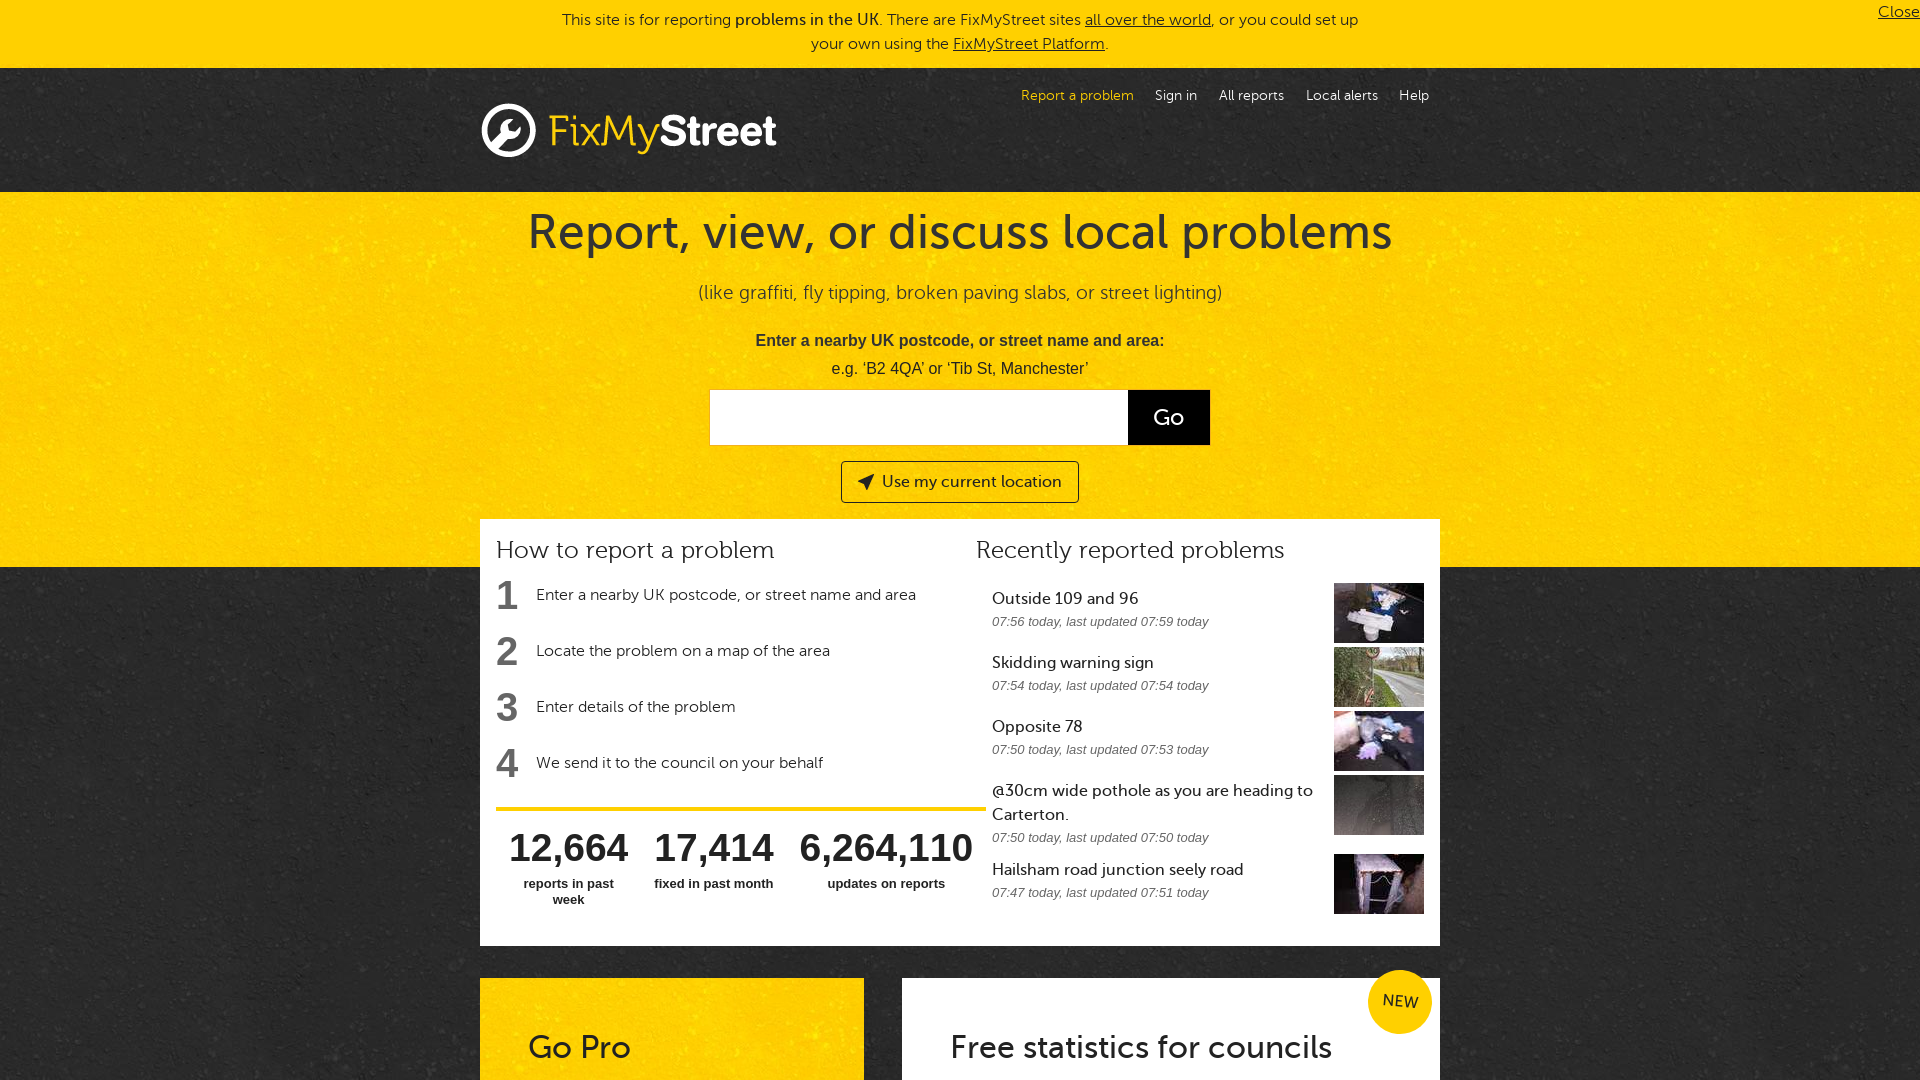 This site is for reporting problems in the UK. There are FixMyStreet sites all over the world, or you could set up
your own using the FixMyStreet Platform.
Close
Report a problem
Sign in
All reports
Local alerts
Help
FixMyStreet
Report, view, or discuss local problems
(like graffiti, fly tipping, broken paving slabs, or street lighting)
Enter a nearby UK postcode, or street name and area:
e.g. ‘B2 4QA’ or ‘Tib St, Manchester’
Go
Use my current location
How to report a problem
1 Enter a nearby UK postcode, or street name and area
2 Locate the problem on a map of the area
3 Enter details of the problem
4 We send it to the council on your behalf
12,664
reports in past
week
17,414
fixed in past month
6,264,110
updates on reports
Recently reported problems
Outside 109 and 96
07:56 today, last updated 07:59 today
Skidding warning sign
07:54 today, last updated 07:54 today
Opposite 78
07:50 today, last updated 07:53 today
@30cm wide pothole as you are heading to
Carterton.
07:50 today, last updated 07:50 today
Hailsham road junction seely road
07:47 today, last updated 07:51 today
Go Pro
NEW
Free statistics for councils